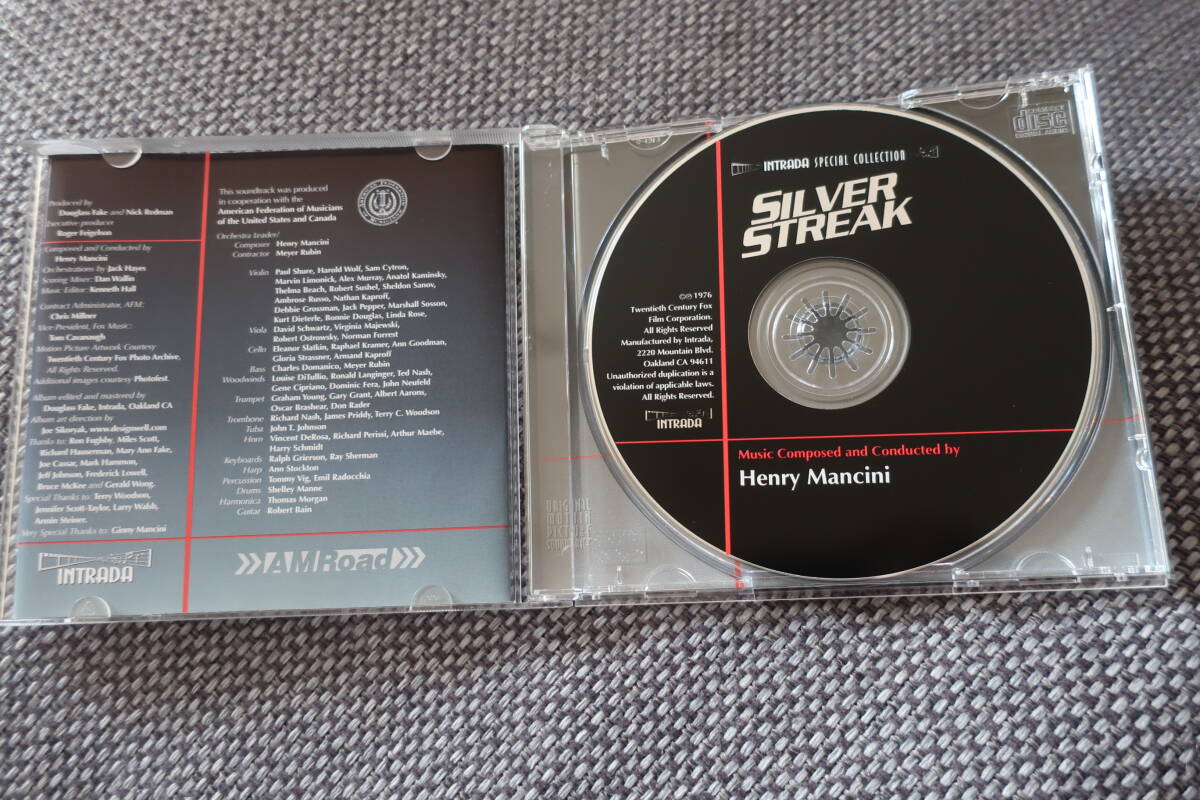 Produced by
Douglass Fake and Nick Redman
Executive producer
Roger Feigelson
Composed and Conducted by
Henry Mancini
Orchestrations by Jack Hayes
Scoring Mixer: Dan Wallin
Music Editor: Kenneth Hall
Contract Administrator, AFM:
Chris Millner
Vice-President, Fox Music:
Tom Cavanaugh
Motion Picture Artwork Courtesy
Twentieth Century Fox Photo Archive.
All Rights Reserved.
Additional images courtesy Photofest.
Album edited and mastered by
Douglass Fake, Intrada, Oakland CA
Album art direction by
Joe Sikoryak, www.designwell.com
Thanks to: Ron Fuglsby, Miles Scott,
Richard Hauserman, Mary Ann Fake,
Joe Cassar, Mark Hammon,
Jeff Johnson, Frederick Lowell,
Bruce McKee and Gerald Wong.
Special Thanks to: Terry Woodson,
Jennifer Scott-Taylor, Larry Walsh,
Armin Steiner.
Very Special Thanks to: Ginny Mancini
INTRADA
This soundtrack was produced
in cooperation with the
American Federation of Musicians
of the United States and Canada
Orchestra Leader/
Composer Henry Mancini
Contractor Meyer Rubin
Violin Paul Shure, Harold Wolf, Sam Cytron,
Marvin Limonick, Alex Murray, Anatol Kaminsky,
Thelma Beach, Robert Sushel, Sheldon Sanov,
Ambrose Russo, Nathan Kaproff,
Debbie Grossman, Jack Pepper, Marshall Sosson,
Kurt Dieterle, Bonnie Douglas, Linda Rose,
Viola David Schwartz, Virginia Majewski,
Robert Ostrowsky, Norman Forrest
Cello Eleanor Slatkin, Raphael Kramer, Ann Goodman,
Gloria Strassner, Armand Kaproff
Bass Charles Domanico, Meyer Rubin
Woodwinds Louise DiTullio, Ronald Langinger, Ted Nash,
Gene Cipriano, Dominic Fera, John Neufeld
Trumpet Graham Young, Gary Grant, Albert Aarons,
Oscar Brashear, Don Rader
Trombone Richard Nash, James Priddy, Terry C. Woodson
Tuba John T. Johnson
Horn Vincent DeRosa, Richard Perissi, Arthur Maebe,
Harry Schmidt
Keyboards Ralph Grierson, Ray Sherman
Harp Ann Stockton
Percussion Tommy Vig, Emil Radocchia
Drums Shelley Manne
Harmonica Thomas Morgan
Guitar Robert Bain
AMRoad
disc
INTRADA SPECIAL COLLECTION
SILVER
STREAK
©℗ 1976
Twentieth Century Fox
Film Corporation.
All Rights Reserved
Manufactured by Intrada,
2220 Mountain Blvd.
Oakland CA 94611
Unauthorized duplication is a
violation of applicable laws.
All Rights Reserved.
INTRADA
Music Composed and Conducted by
Henry Mancini
ORIGINAL
MOTION
PICTURE
SOUNDTRACK